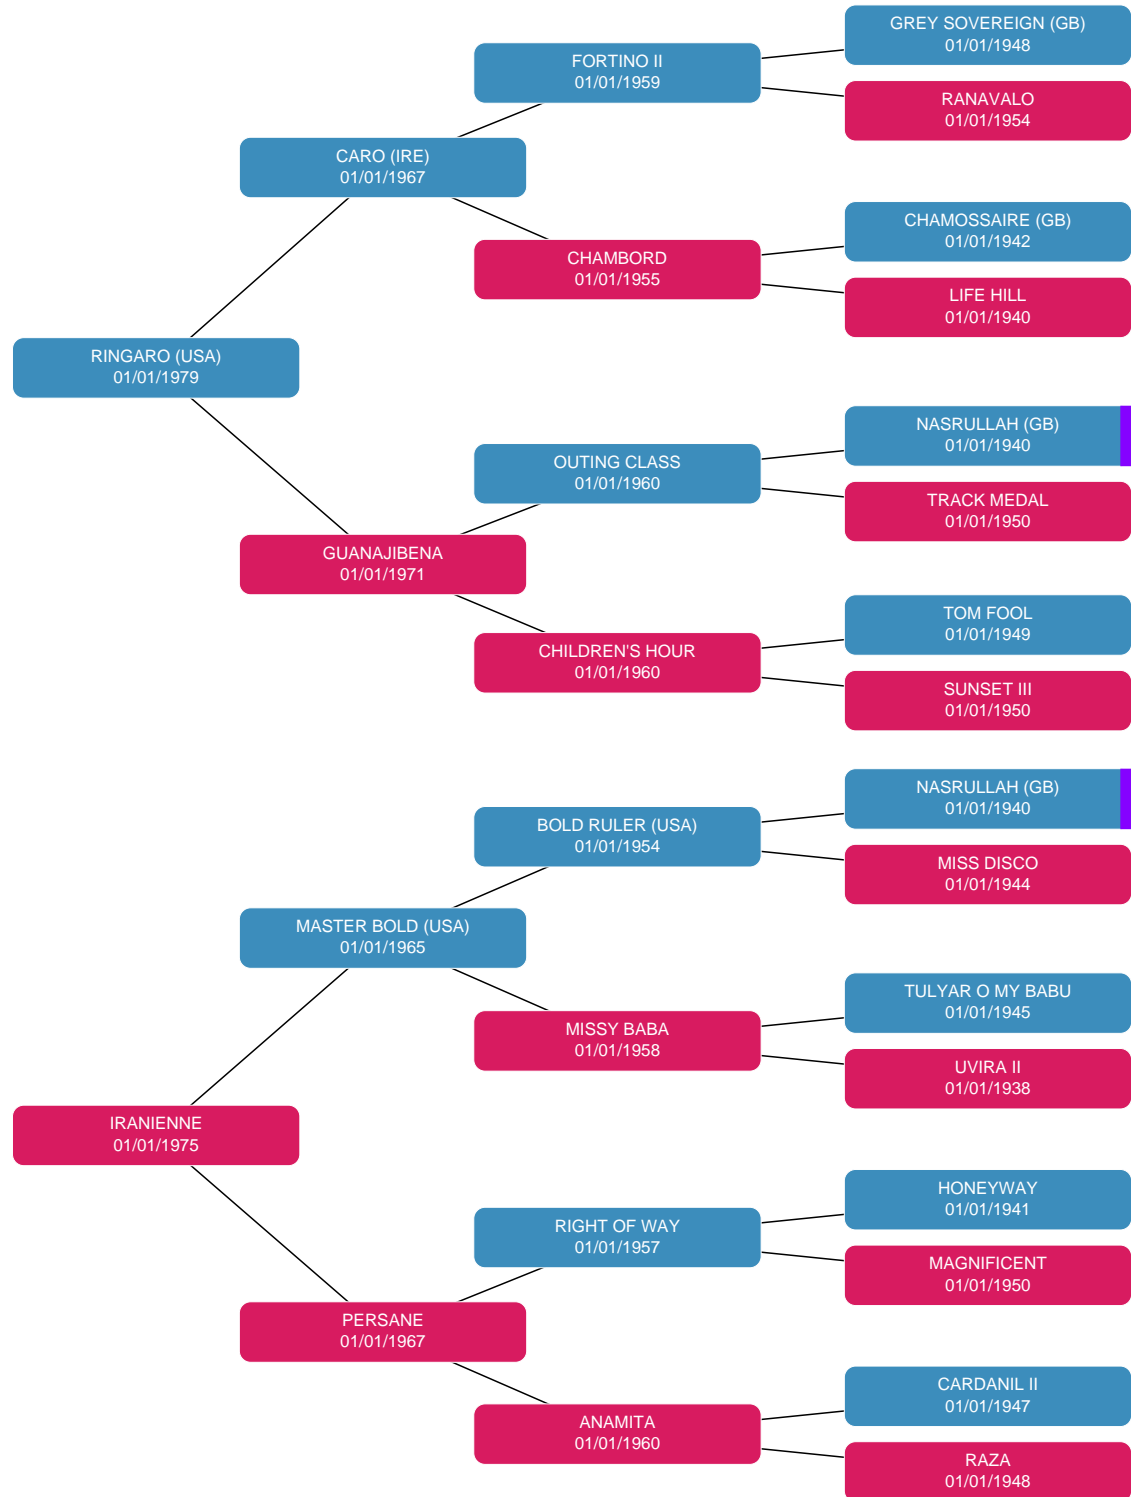 GREY SOVEREIGN (GB)
01/01/1948
FORTINO II
01/01/1959
RANAVALO
01/01/1954
CARO (IRE)
01/01/1967
CHAMOSSAIRE (GB)
01/01/1942
CHAMBORD
01/01/1955
LIFE HILL
01/01/1940
RINGARO (USA)
01/01/1979
NASRULLAH (GB)
01/01/1940
OUTING CLASS
01/01/1960
TRACK MEDAL
01/01/1950
GUANAJIBENA
01/01/1971
TOM FOOL
01/01/1949
CHILDREN'S HOUR
01/01/1960
SUNSET III
01/01/1950
NASRULLAH (GB)
01/01/1940
BOLD RULER (USA)
01/01/1954
MISS DISCO
01/01/1944
MASTER BOLD (USA)
01/01/1965
TULYAR O MY BABU
01/01/1945
MISSY BABA
01/01/1958
UVIRA II
01/01/1938
IRANIENNE
01/01/1975
HONEYWAY
01/01/1941
RIGHT OF WAY
01/01/1957
MAGNIFICENT
01/01/1950
PERSANE
01/01/1967
CARDANIL II
01/01/1947
ANAMITA
01/01/1960
RAZA
01/01/1948